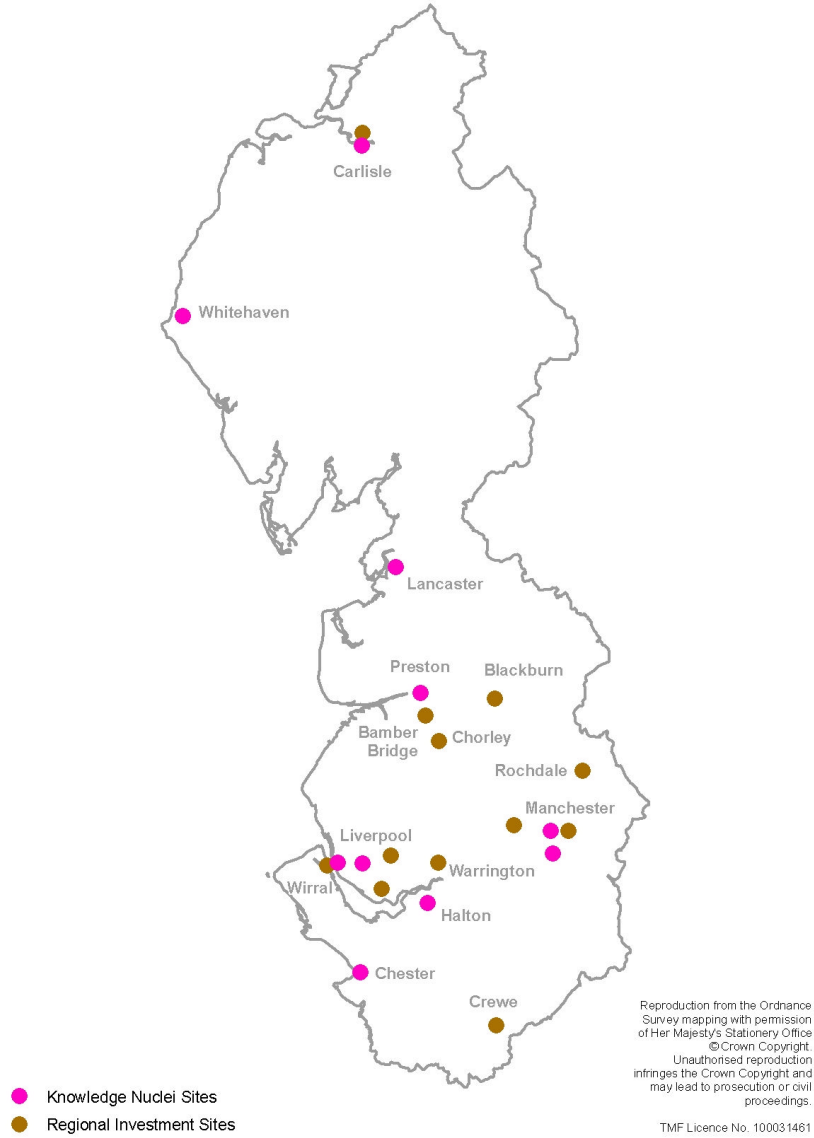 Carlisle
Whitehaven
Lancaster
Preston
Blackburn
Bamber
Bridge
Chorley
Rochdale
Manchester
Liverpool
Warrington
Wirral
Halton
Chester
Crewe
Reproduction from the Ordnance
Survey mapping with permission
of Her Majesty's Stationery Office
© Crown Copyright.
Unauthorised reproduction
infringes the Crown Copyright and
may lead to prosecution or civil
proceedings.
TMF Licence No. 100031461
Knowledge Nuclei Sites
Regional Investment Sites